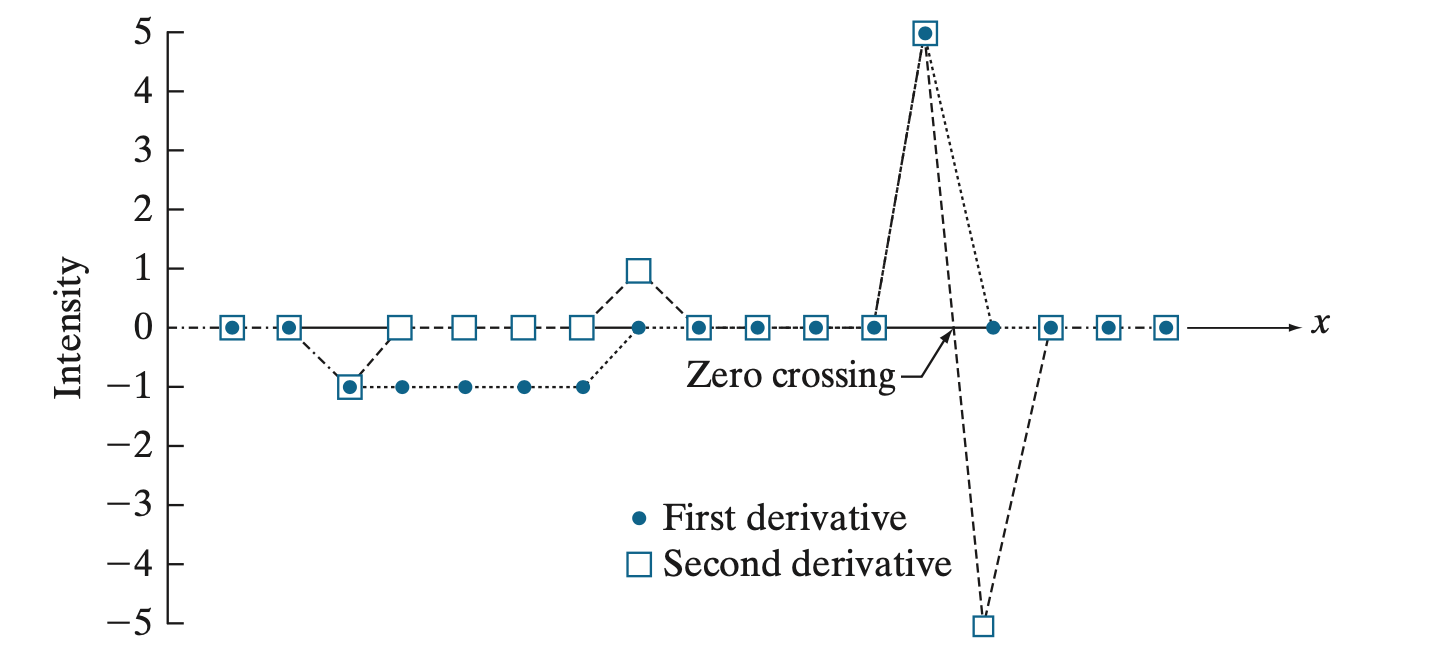 5
4
3
2
1
0
−1
−2
−3
−4
−5
Intensity
x
Zero crossing
First derivative
Second derivative